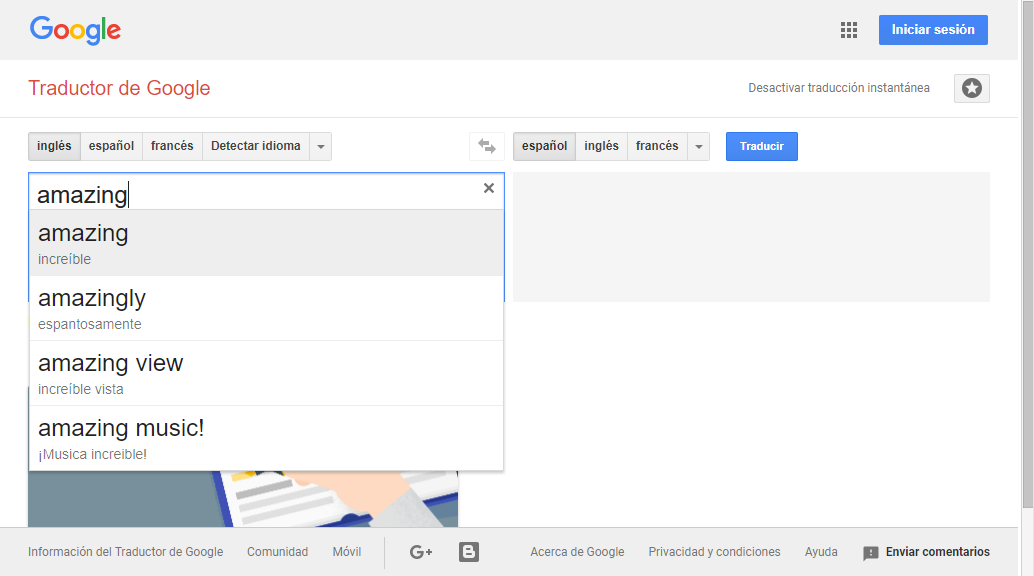 Google
Iniciar sesión
Traductor de Google
Desactivar traducción instantánea
inglés español francés Detectar idioma
español inglés francés
Traducir
amazing
amazing
increíble
amazingly
espantosamente
amazing view
increíble vista
amazing music!
¡Musica increible!
Información del Traductor de Google Comunidad Móvil G+ B Acerca de Google Privacidad y condiciones Ayuda Enviar comentarios